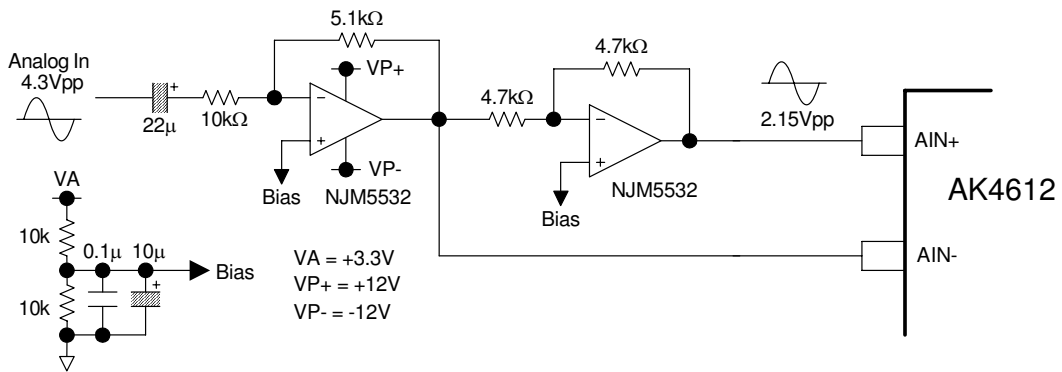 5.1kΩ
Analog In
4.3Vpp
+
22μ
10kΩ
VP+
−
+
VP-
NJM5532
Bias
4.7kΩ
4.7kΩ
−
+
NJM5532
Bias
2.15Vpp
AIN+
AIN-
AK4612
VA
10k
10k
0.1μ
10μ
+
Bias
VA = +3.3V
VP+ = +12V
VP- = -12V